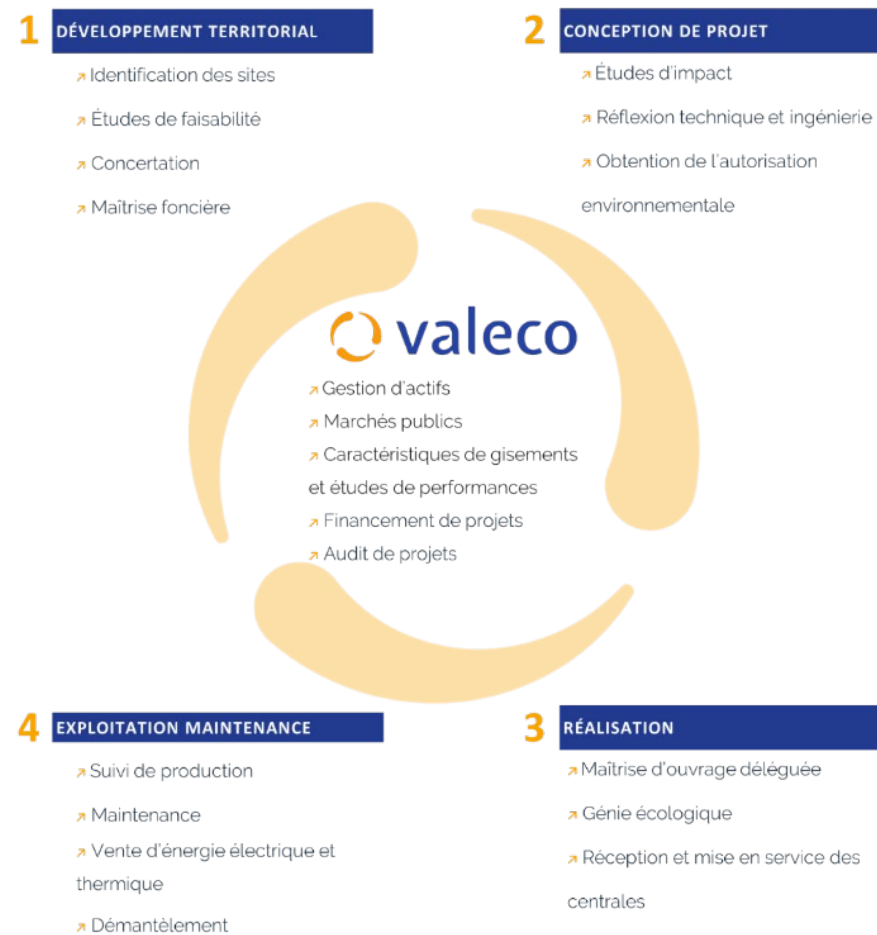 1 DÉVELOPPEMENT TERRITORIAL
↗ Identification des sites
↗ Études de faisabilité
↗ Concertation
↗ Maîtrise foncière
2 CONCEPTION DE PROJET
↗ Études d'impact
↗ Réflexion technique et ingénierie
↗ Obtention de l'autorisation
environnementale
valeco
↗ Gestion d'actifs
↗ Marchés publics
↗ Caractéristiques de gisements
et études de performances
↗ Financement de projets
↗ Audit de projets
4 EXPLOITATION MAINTENANCE
↗ Suivi de production
↗ Maintenance
↗ Vente d'énergie électrique et
thermique
↗ Démantèlement
3 RÉALISATION
↗ Maîtrise d'ouvrage déléguée
↗ Génie écologique
↗ Réception et mise en service des
centrales